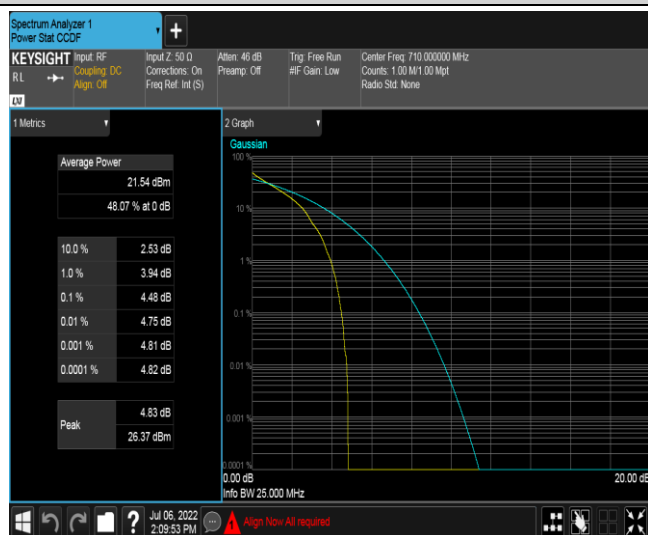 Spectrum Analyzer 1
Power Stat CCDF
+
KEYSIGHT
RL
LXI
Input: RF
Coupling: DC
Align: Off
Input Z: 50 Ω
Corrections: On
Freq Ref: Int (S)
Atten: 46 dB
Preamp: Off
Trig: Free Run
#IF Gain: Low
Center Freq: 710.000000 MHz
Counts: 1.00 M/1.00 Mpt
Radio Std: None
1 Metrics
Average Power
21.54 dBm
48.07 % at 0 dB
10.0 % 2.53 dB
1.0 % 3.94 dB
0.1 % 4.48 dB
0.01 % 4.75 dB
0.001 % 4.81 dB
0.0001 % 4.82 dB
Peak
4.83 dB
26.37 dBm
2 Graph
Gaussian
100 %
10 %
1 %
0.1 %
0.01 %
0.001 %
0.0001 %
0.00 dB
20.00 dB
Info BW 25.000 MHz
?
Jul 06, 2022
2:09:53 PM
1
Align Now All required